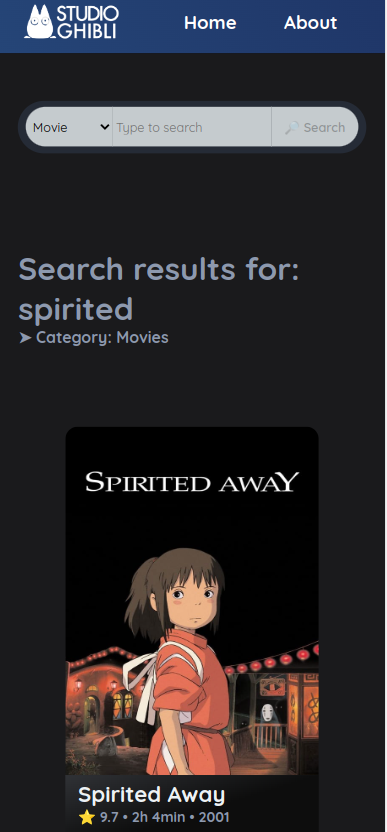 STUDIO
GHIBLI
Home
About
Movie
Type to search
🔎 Search
Search results for:
spirited
➤ Category: Movies
SPIRITED AWAY
Spirited Away
⭐ 9.7 • 2h 4min • 2001